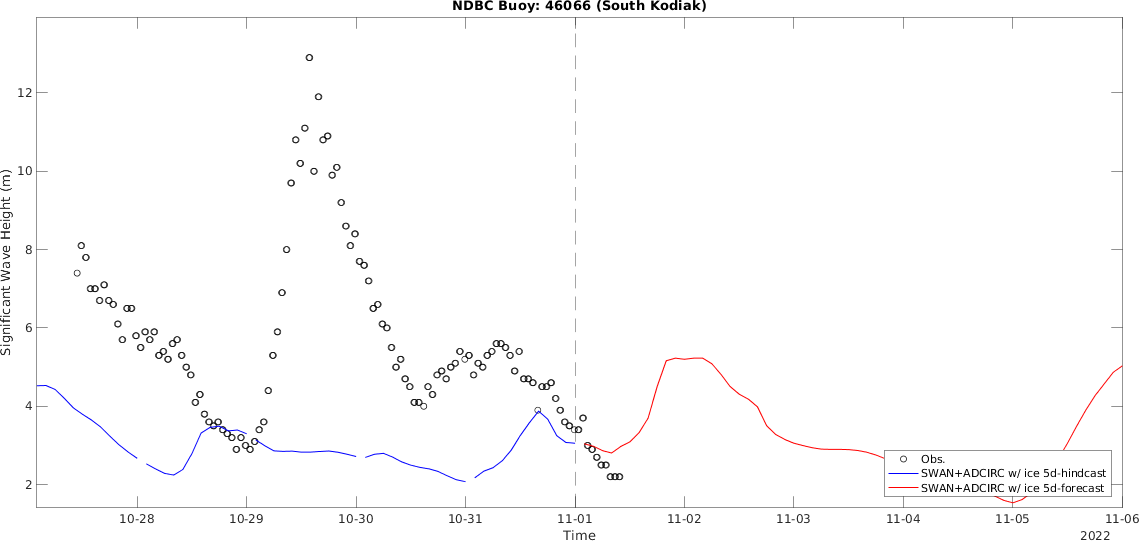 NDBC Buoy: 46066 (South Kodiak)
Significant Wave Height (m)
12
10
8
6
4
2
10-28 10-29 10-30 10-31 11-01 11-02 11-03 11-04 11-05 11-06
Time
2022
Obs.
SWAN+ADCIRC w/ ice 5d-hindcast
SWAN+ADCIRC w/ ice 5d-forecast